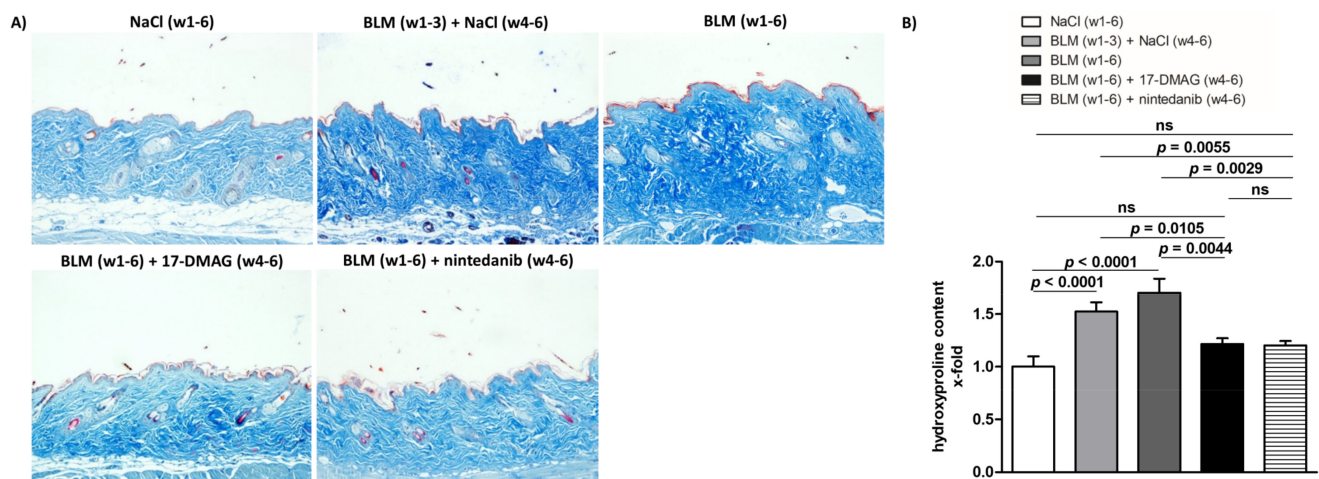 A)
NaCl (w1-6)
BLM (w1-3) + NaCl (w4-6)
BLM (w1-6)
BLM (w1-6) + 17-DMAG (w4-6)
BLM (w1-6) + nintedanib (w4-6)
B)
NaCl (w1-6)
BLM (w1-3) + NaCl (w4-6)
BLM (w1-6)
BLM (w1-6) + 17-DMAG (w4-6)
BLM (w1-6) + nintedanib (w4-6)
ns
p = 0.0055
p = 0.0029
ns
ns
p = 0.0105
p = 0.0044
p < 0.0001
p < 0.0001
hydroxyproline content
x-fold
2.0
1.5
1.0
0.5
0.0